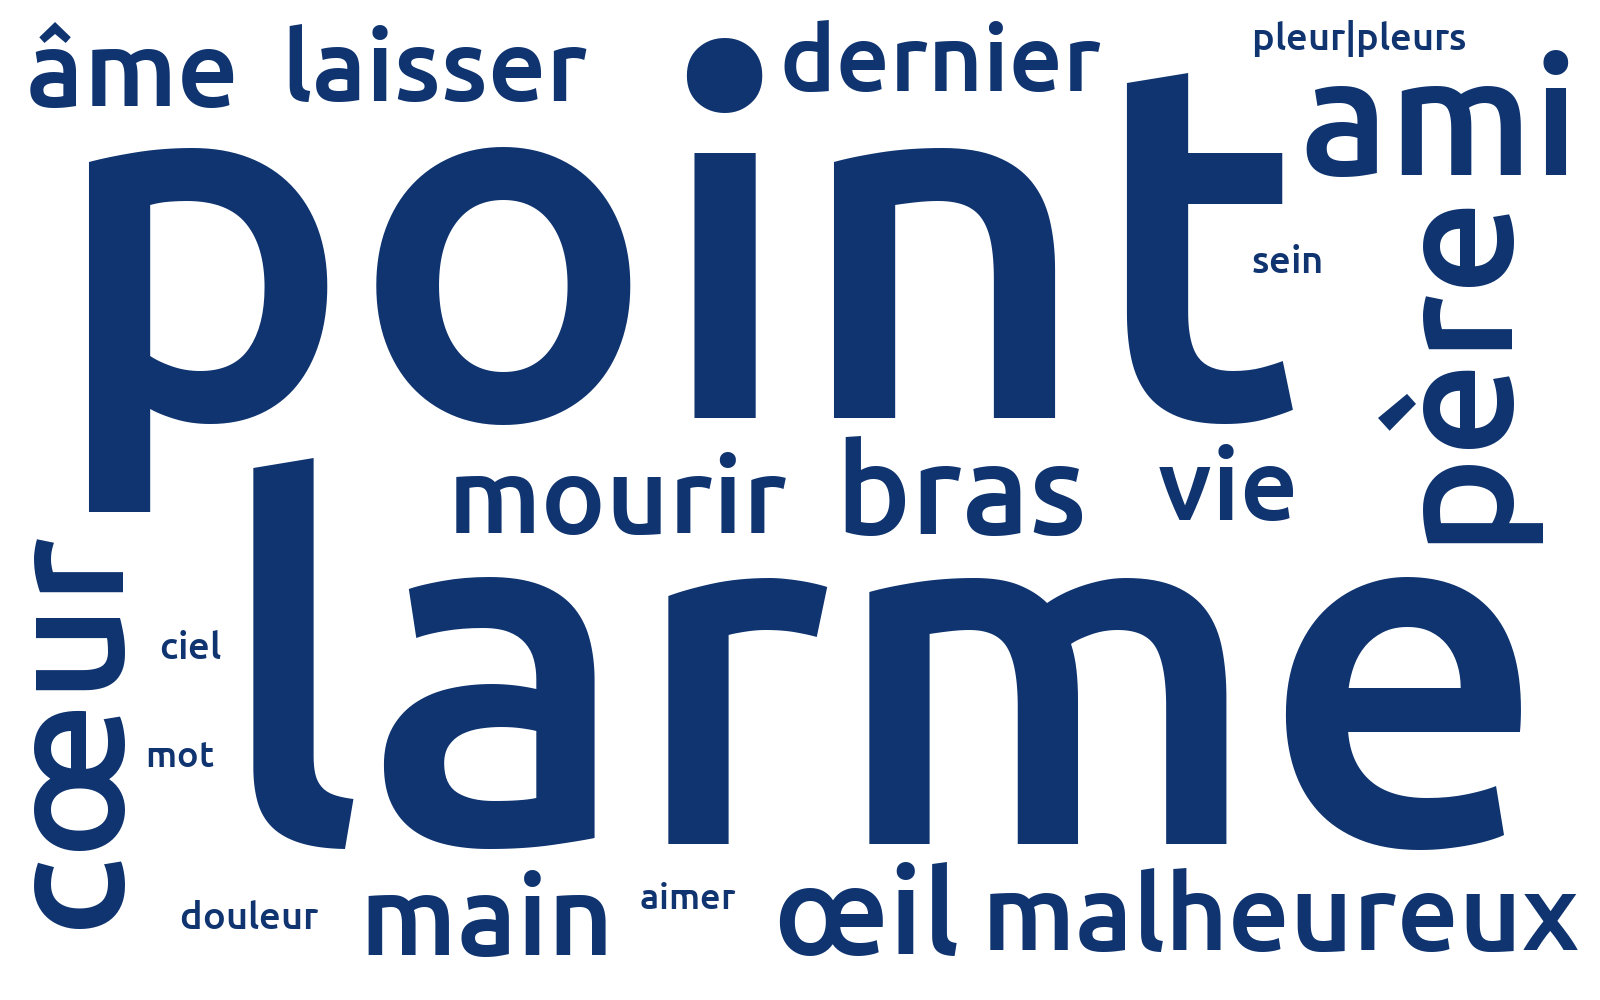 âme laisser dernier pleur|pleurs
ami
point
sein
père
mourir bras vie
cœur
larme
ciel
mot
douleur main aimer œil malheureux